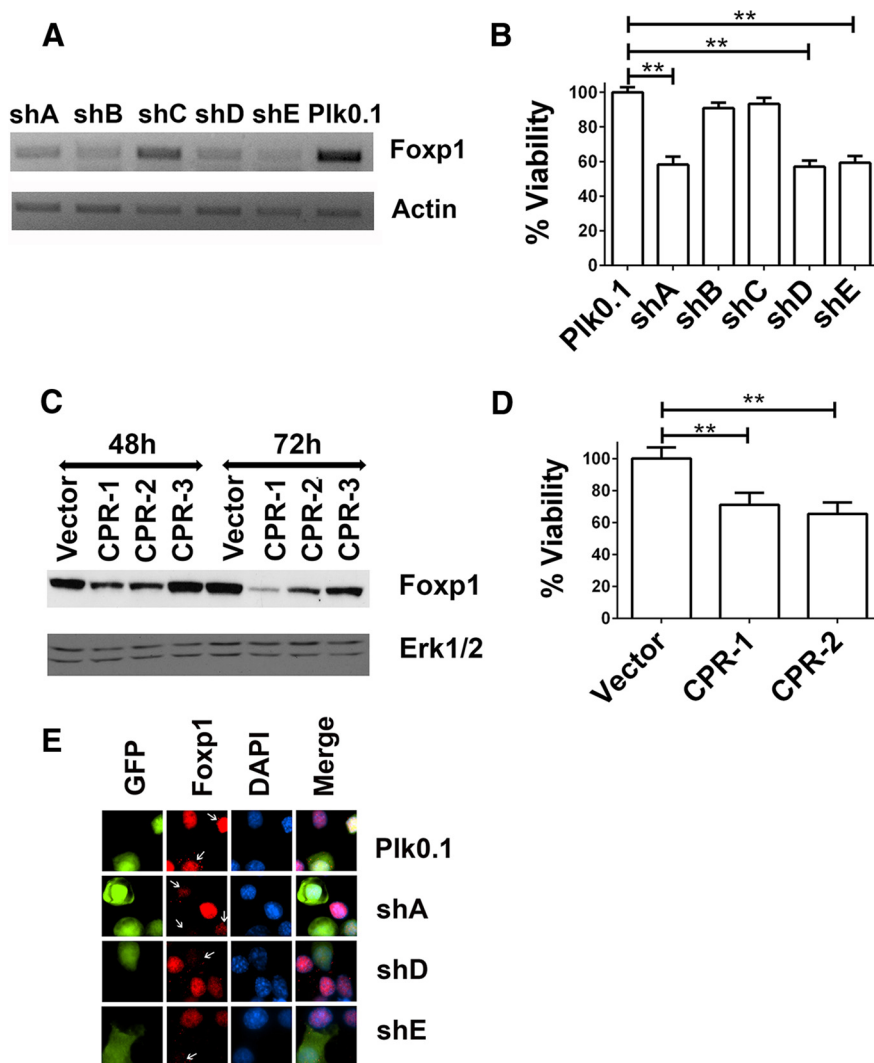 A
shA shB shC shD shE Plk0.1
Foxp1
Actin
B
**
**
**
% Viability
100
80
60
40
20
0
Plk0.1 shA shB shC shD shE
C
48h 72h
Vector CPR-1 CPR-2 CPR-3 Vector CPR-1 CPR-2 CPR-3
Foxp1
Erk1/2
D
**
**
% Viability
100
80
60
40
20
0
Vector CPR-1 CPR-2
E
GFP Foxp1 DAPI Merge
Plk0.1
shA
shD
shE